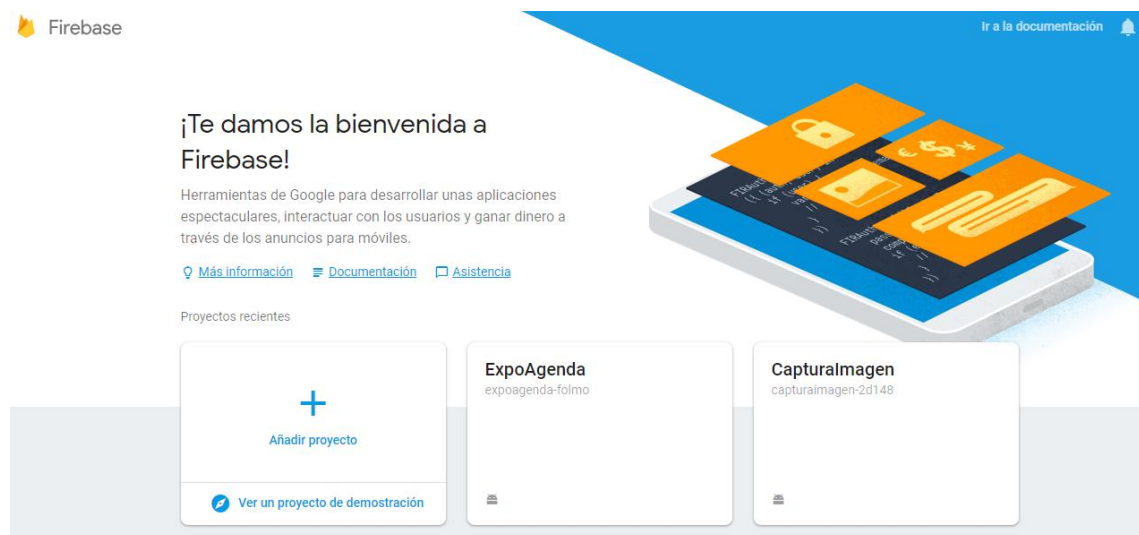 Firebase
Ir a la documentación
¡Te damos la bienvenida a
Firebase!
Herramientas de Google para desarrollar unas aplicaciones
espectaculares, interactuar con los usuarios y ganar dinero a
través de los anuncios para móviles.
Más información
Documentación
Asistencia
Proyectos recientes
Añadir proyecto
Ver un proyecto de demostración
ExpoAgenda
expoagenda-folmo
CapturaImagen
capturaimagen-2d148